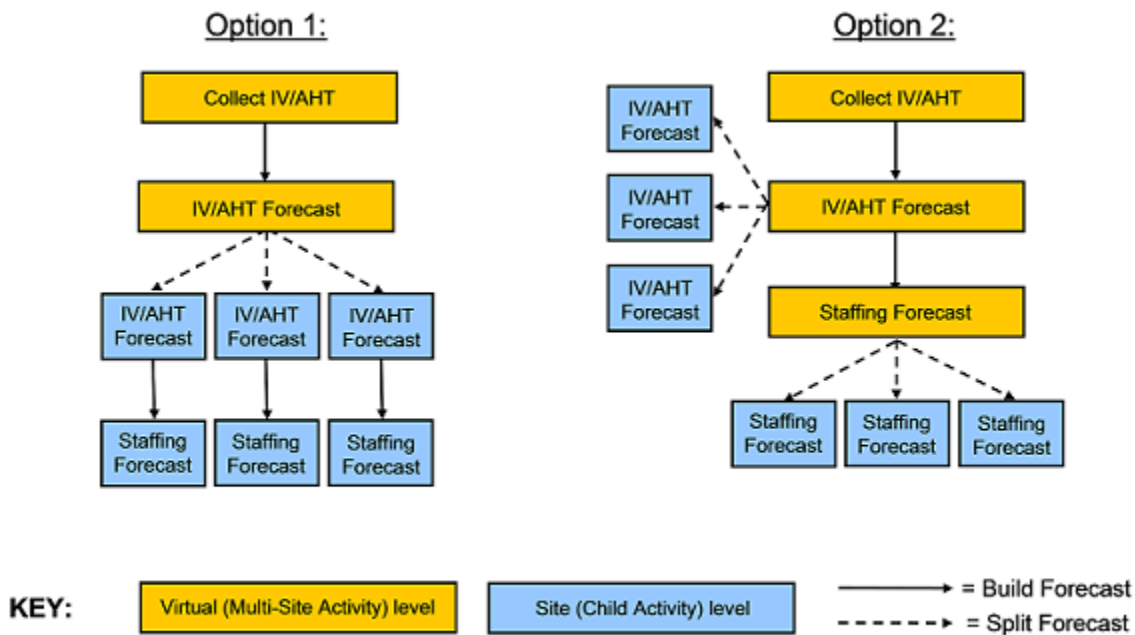 Option 1:
Collect IV/AHT
IV/AHT Forecast
IV/AHT
Forecast
IV/AHT
Forecast
IV/AHT
Forecast
Staffing
Forecast
Staffing
Forecast
Staffing
Forecast
Option 2:
Collect IV/AHT
IV/AHT
Forecast
IV/AHT
Forecast
IV/AHT
Forecast
IV/AHT Forecast
Staffing Forecast
Staffing
Forecast
Staffing
Forecast
Staffing
Forecast
KEY:
Virtual (Multi-Site Activity) level
Site (Child Activity) level
= Build Forecast
= Split Forecast